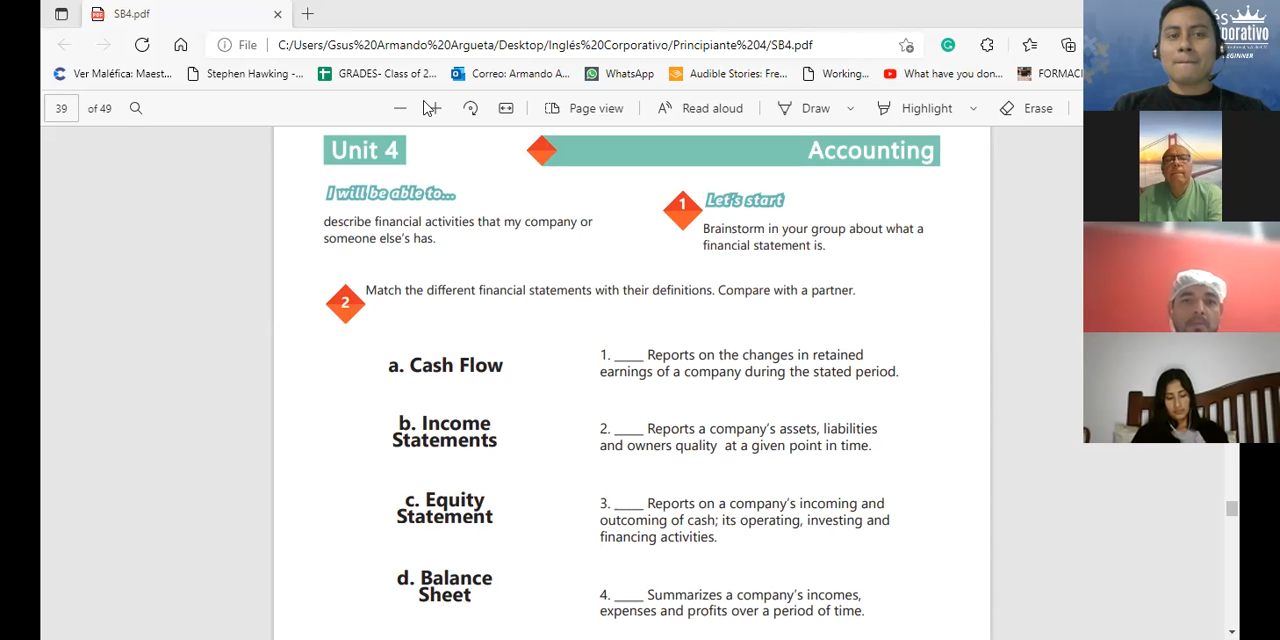 SB4.pdf
File
C:/Users/Gsus%20Armando%20Argueta/Desktop/Inglés%20Corporativo/Principiante%204/SB4.pdf
Ver Maléfica: Maest...
Stephen Hawking -...
GRADES- Class of 2...
Correo: Armando A...
WhatsApp
Audible Stories: Fre...
Working...
What have you don...
FORMACI
39 of 49
Page view
Read aloud
Draw
Highlight
Erase
Unit 4
Accounting
I will be able to...
describe financial activities that my company or
someone else's has.
1
Let's start
Brainstorm in your group about what a
financial statement is.
2
Match the different financial statements with their definitions. Compare with a partner.
a. Cash Flow
b. Income
Statements
c. Equity
Statement
d. Balance
Sheet
1. ____ Reports on the changes in retained
earnings of a company during the stated period.
2. ____ Reports a company's assets, liabilities
and owners quality at a given point in time.
3. ____ Reports on a company's incoming and
outcoming of cash; its operating, investing and
financing activities.
4. ____ Summarizes a company's incomes,
expenses and profits over a period of time.